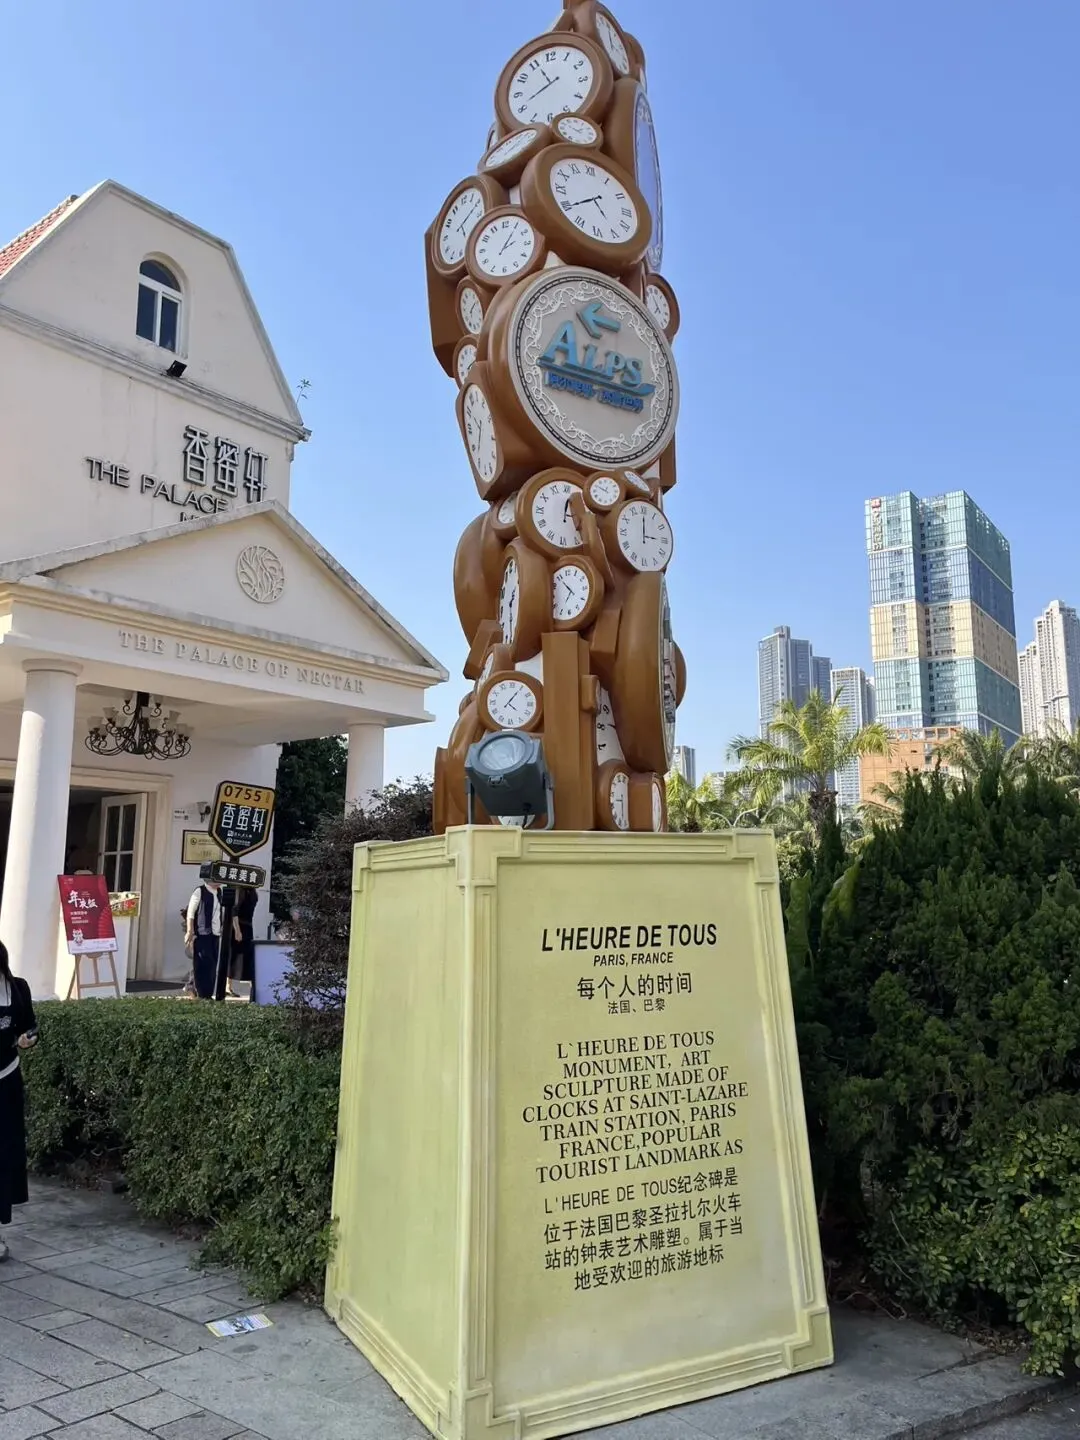 ALPS
香蜜轩
THE PALACE
THE PALACE OF NECTAR
0755
香蜜轩
粤菜美食
年夜饭
L'HEURE DE TOUS
PARIS, FRANCE
每个人的时间
法国、巴黎
L`HEURE DE TOUS
MONUMENT, ART
SCULPTURE MADE OF
CLOCKS AT SAINT-LAZARE
TRAIN STATION, PARIS
FRANCE,POPULAR
TOURIST LANDMARK AS
L'HEURE DE TOUS纪念碑是
位于法国巴黎圣拉扎尔火车
站的钟表艺术雕塑。属于当
地受欢迎的旅游地标